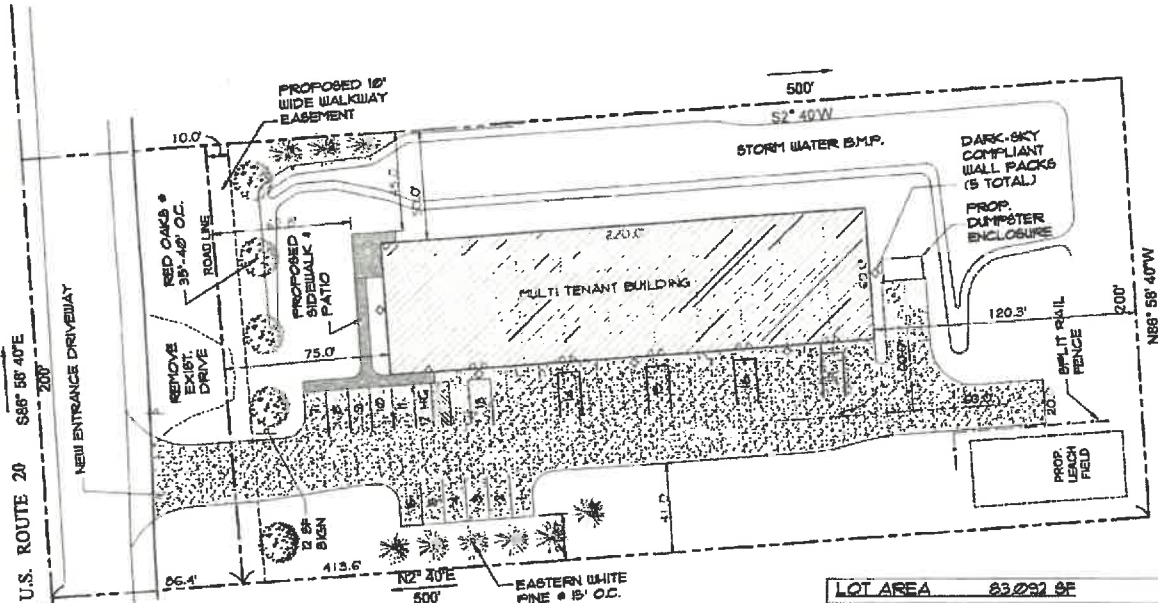 500'
S2° 40'W
PROPOSED 10'
WIDE WALKWAY
EASEMENT
10.0'
STORM WATER B.M.P.
DARK-SKY
COMPLIANT
WALL PACKS
(5 TOTAL)
PROP.
DUMPSTER
ENCLOSURE
RED OAKS @
35'-40' O.C.
ROAD LINE
PROPOSED
SIDEWALK &
PATIO
MULTI TENANT BUILDING
75.0'
120.3'
200'
N88° 58' 40"W
SPLIT RAIL
FENCE
REMOVE
EXIST.
DRIVE
NEW ENTRANCE DRIVEWAY
U.S. ROUTE 20
S88° 58' 40"E
200'
PROP.
LEACH
FIELD
12 SF
SIGN
86.4'
413.6'
N2° 40'E
500'
EASTERN WHITE
PINE @ 15' O.C.
LOT AREA 83,092 SF